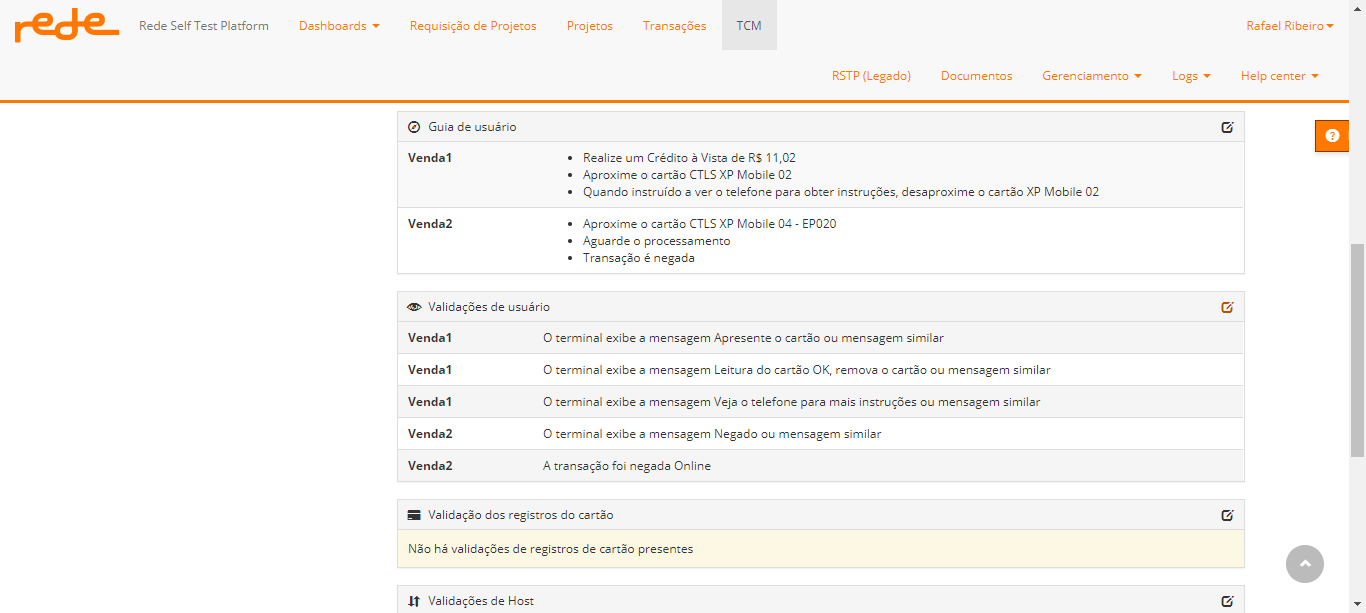 rede Rede Self Test Platform Dashboards Requisição de Projetos Projetos Transações TCM Rafael Ribeiro
RSTP (Legado) Documentos Gerenciamento Logs Help center
Guia de usuário
Venda1
Realize um Crédito à Vista de R$ 11,02
Aproxime o cartão CTLS XP Mobile 02
Quando instruído a ver o telefone para obter instruções, desaproxime o cartão XP Mobile 02
Venda2
Aproxime o cartão CTLS XP Mobile 04 - EP020
Aguarde o processamento
Transação é negada
Validações de usuário
Venda1 O terminal exibe a mensagem Apresente o cartão ou mensagem similar
Venda1 O terminal exibe a mensagem Leitura do cartão OK, remova o cartão ou mensagem similar
Venda1 O terminal exibe a mensagem Veja o telefone para mais instruções ou mensagem similar
Venda2 O terminal exibe a mensagem Negado ou mensagem similar
Venda2 A transação foi negada Online
Validação dos registros do cartão
Não há validações de registros de cartão presentes
Validações de Host